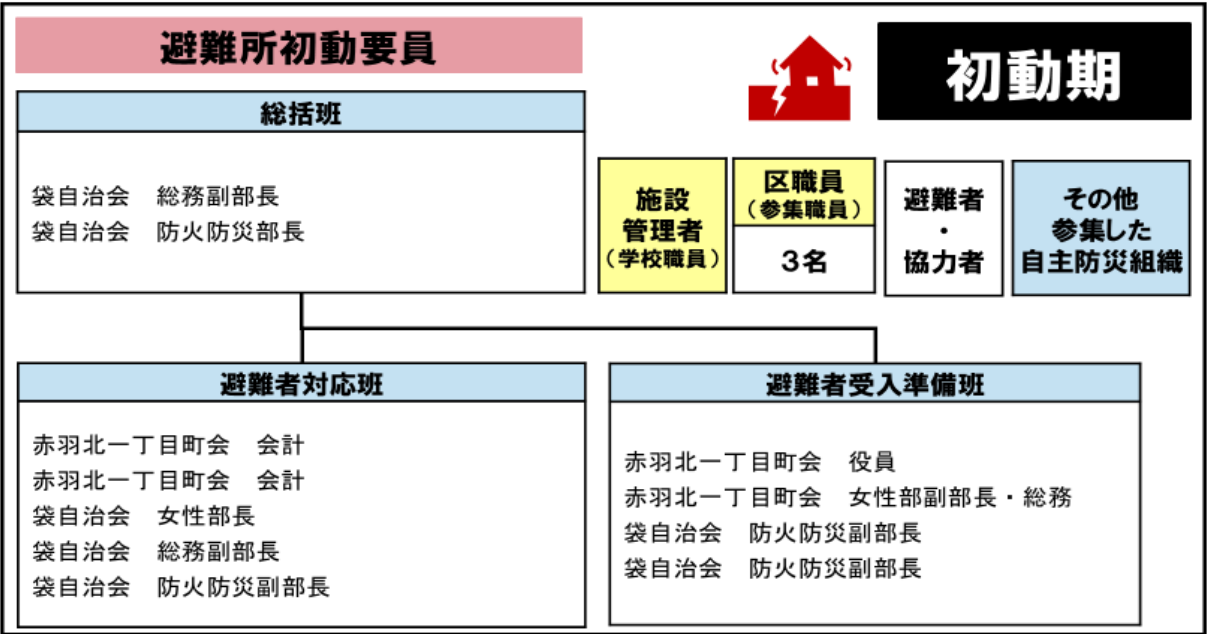 避難所初動要員
初動期
総括班
袋自治会　総務副部長
袋自治会　防火防災部長
施設
管理者
（学校職員）
区職員
（参集職員）
３名
避難者
・
協力者
その他
参集した
自主防災組織
避難者対応班
赤羽北一丁目町会　会計
赤羽北一丁目町会　会計
袋自治会　女性部長
袋自治会　総務副部長
袋自治会　防火防災副部長
避難者受入準備班
赤羽北一丁目町会　役員
赤羽北一丁目町会　女性部副部長・総務
袋自治会　防火防災副部長
袋自治会　防火防災副部長